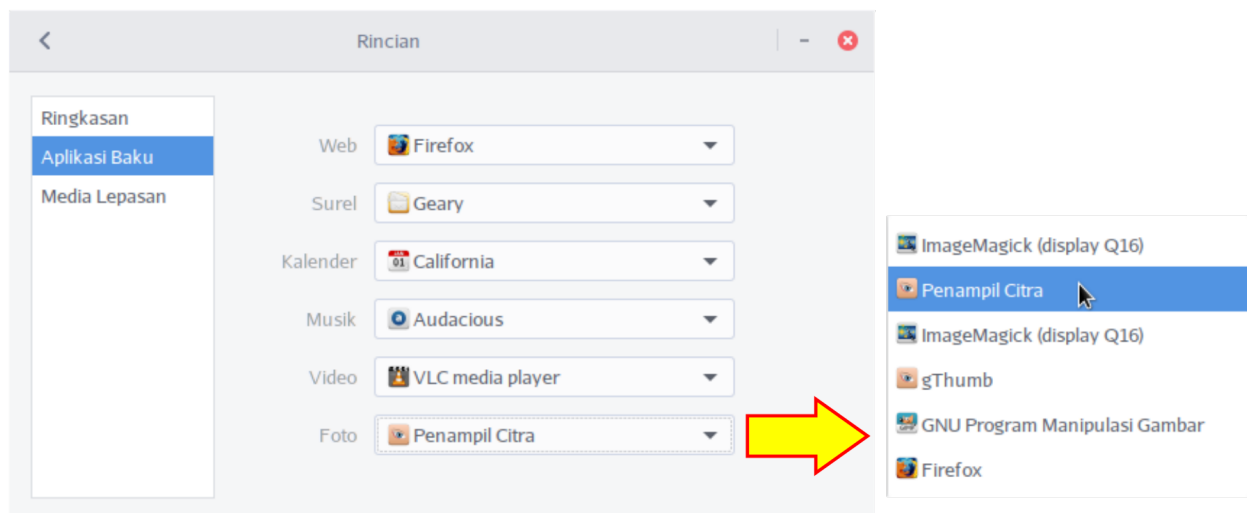 Rincian
Ringkasan
Aplikasi Baku
Media Lepasan
Web Firefox
Surel Geary
Kalender California
Musik Audacious
Video VLC media player
Foto Penampil Citra
ImageMagick (display Q16)
Penampil Citra
ImageMagick (display Q16)
gThumb
GNU Program Manipulasi Gambar
Firefox